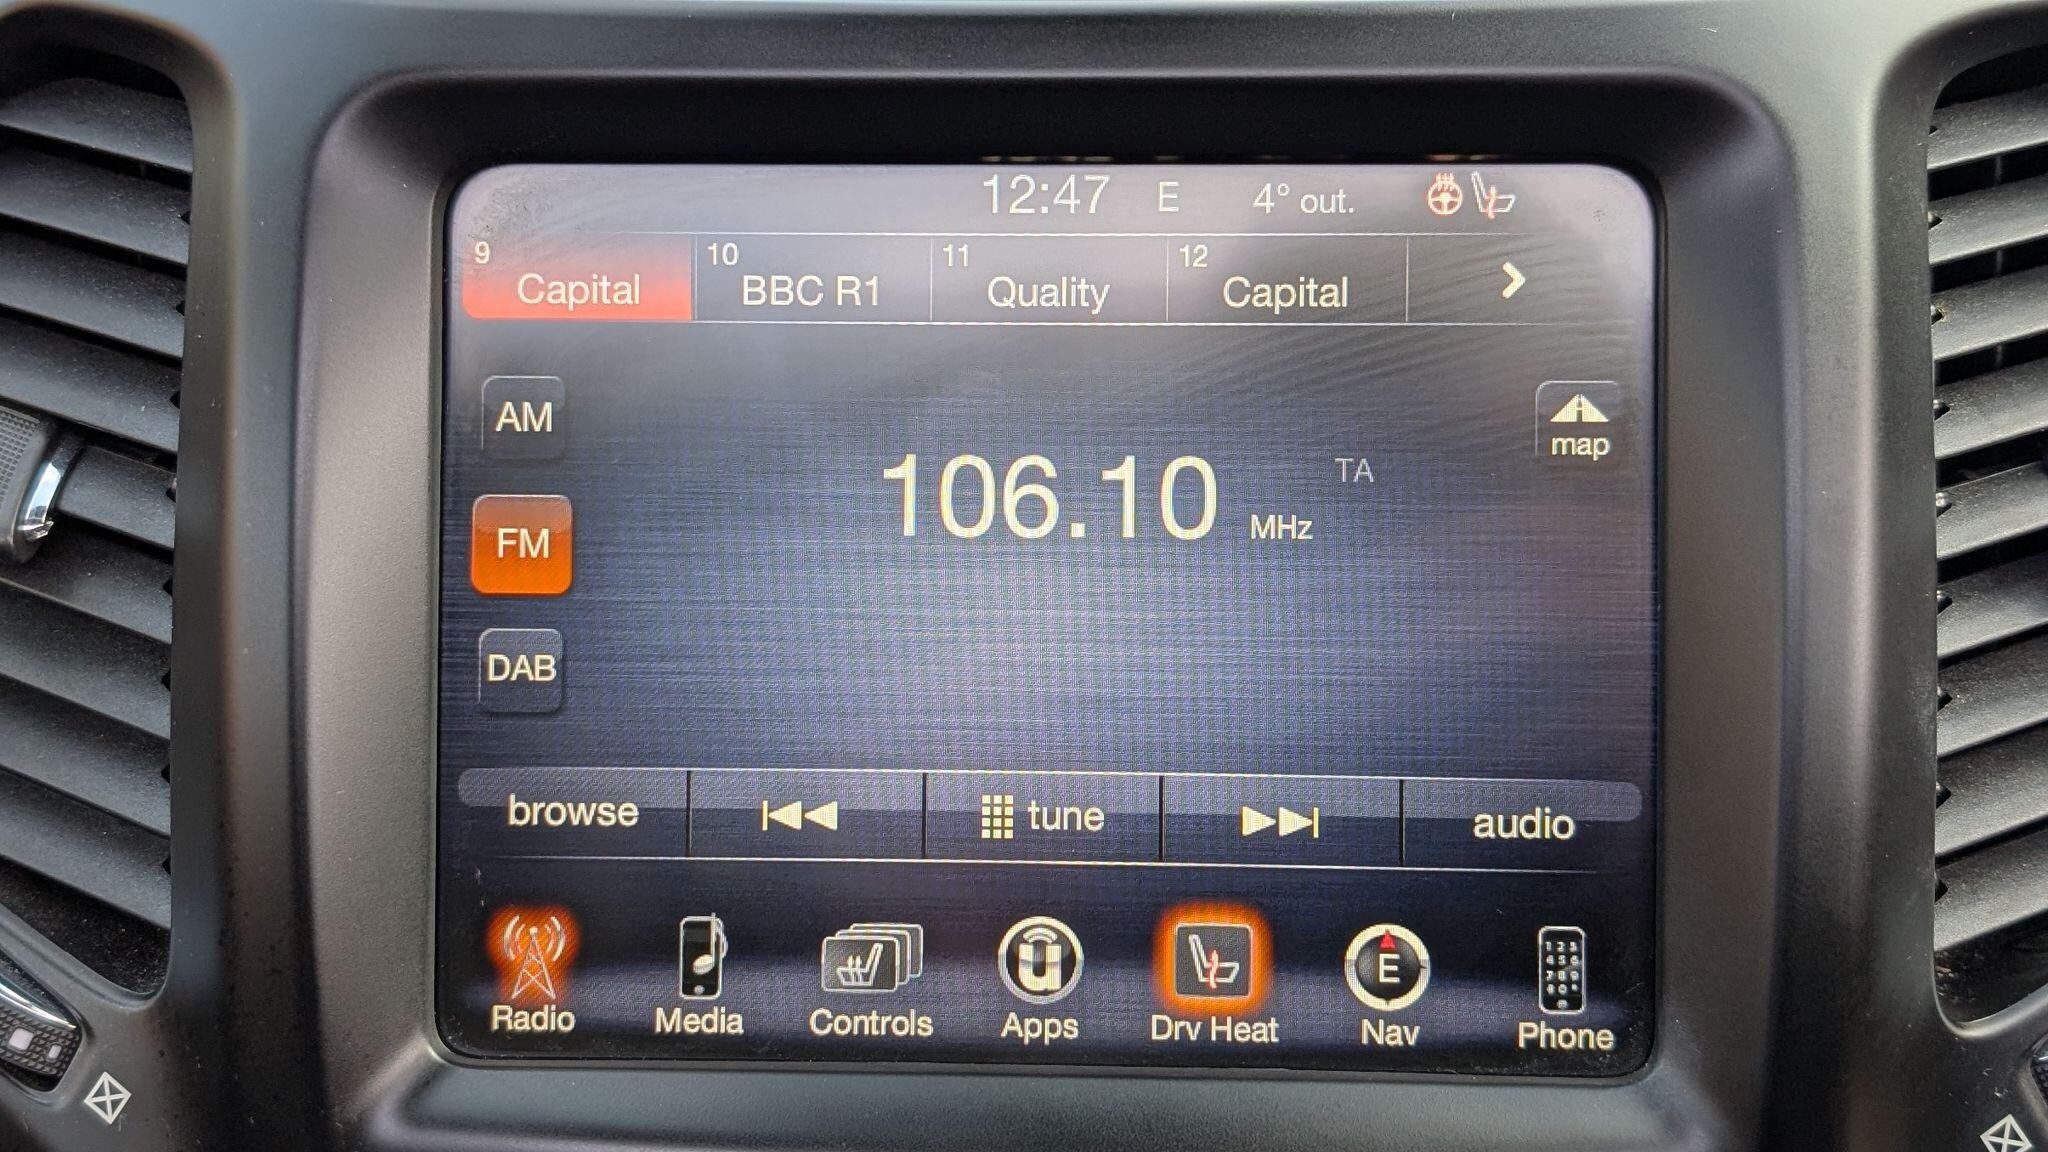 12:47 E 4° out.
9 10 11 12
Capital BBC R1 Quality Capital
AM
map
106.10 MHz TA
FM
DAB
browse tune audio
E
Radio Media Controls Apps Drv Heat Nav Phone